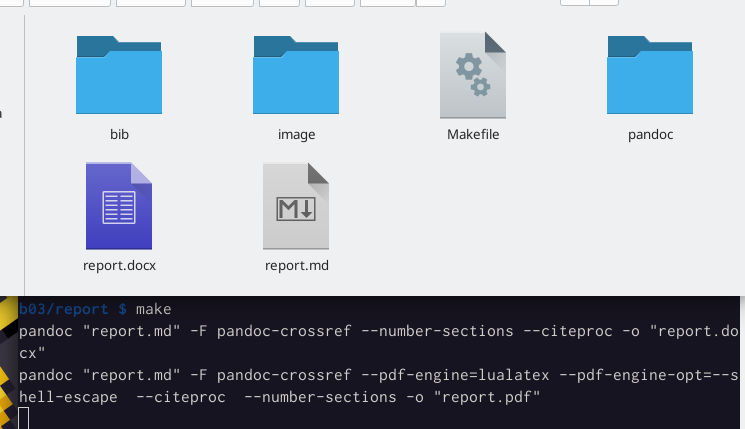 bib
image
Makefile
pandoc
report.docx
M
report.md
b03/report $ make
pandoc "report.md" -F pandoc-crossref --number-sections --citeproc -o "report.do
cx"
pandoc "report.md" -F pandoc-crossref --pdf-engine=lualatex --pdf-engine-opt=--s
hell-escape  --citeproc  --number-sections -o "report.pdf"